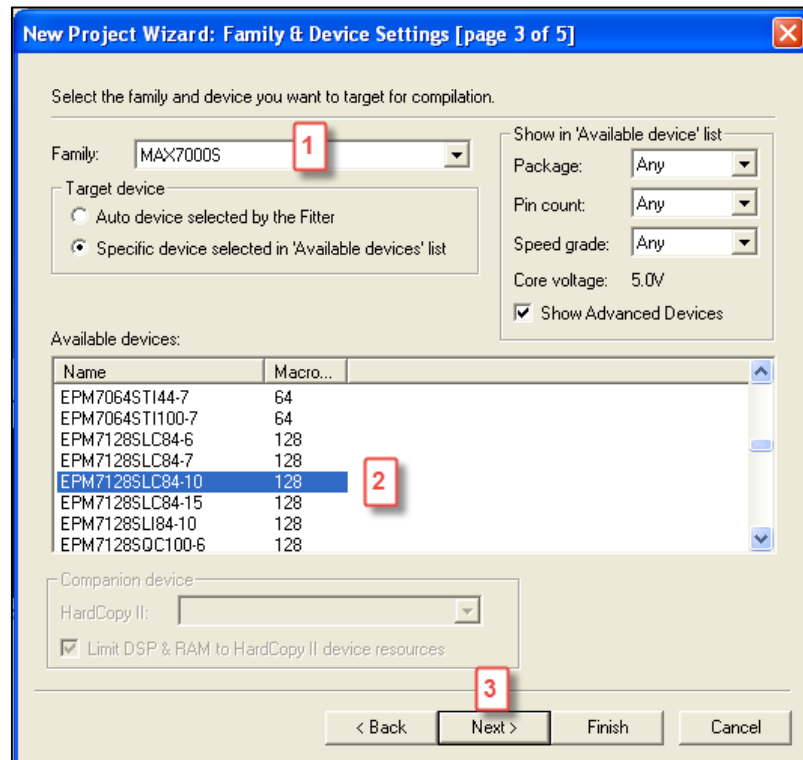 New Project Wizard: Family & Device Settings [page 3 of 5]
Select the family and device you want to target for compilation.
Family: MAX7000S
1
Target device
Auto device selected by the Fitter
Specific device selected in 'Available devices' list
Show in 'Available device' list
Package: Any
Pin count: Any
Speed grade: Any
Core voltage: 5.0V
Show Advanced Devices
Available devices:
Name Macro...
EPM7064STI44-7 64
EPM7064STI100-7 64
EPM7128SLC84-6 128
EPM7128SLC84-7 128
EPM7128SLC84-10 128
2
EPM7128SLC84-15 128
EPM7128SLI84-10 128
EPM7128SQC100-6 128
Companion device
HardCopy II:
Limit DSP & RAM to HardCopy II device resources
3
< Back Next > Finish Cancel